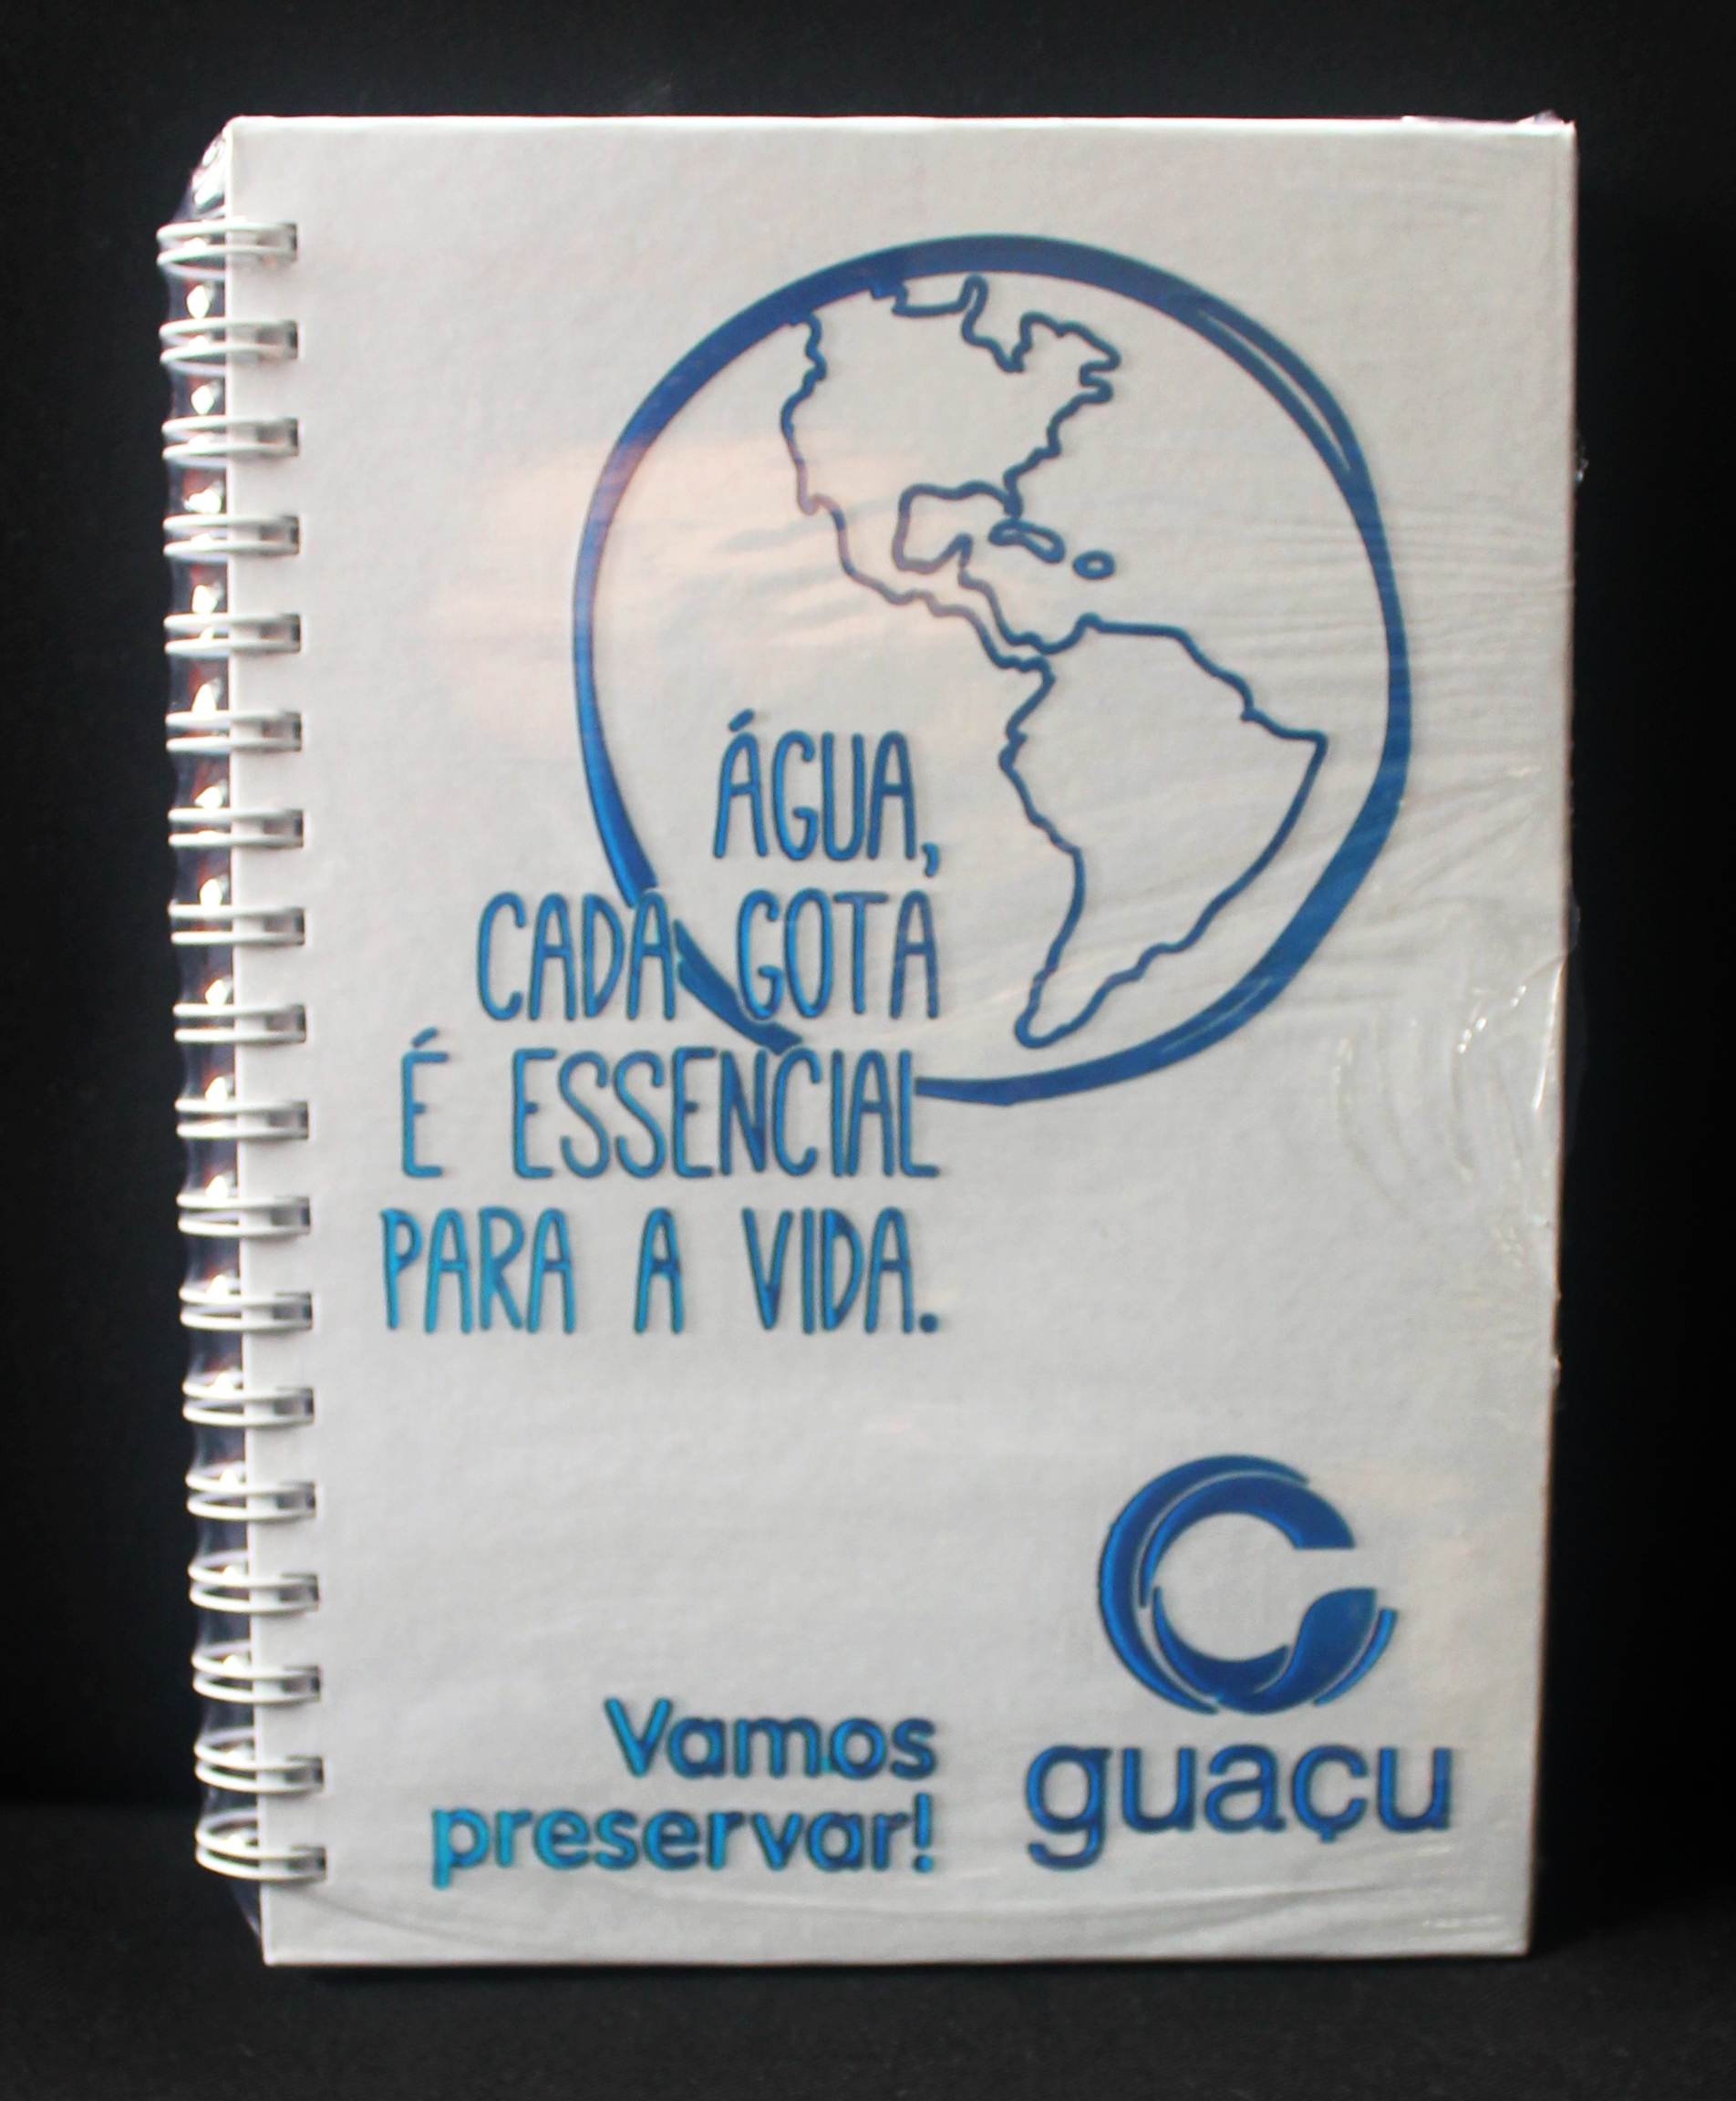 ÁGUA,
CADA GOTA
É ESSENCIAL
PARA A VIDA.
Vamos
preservar!
guaçu